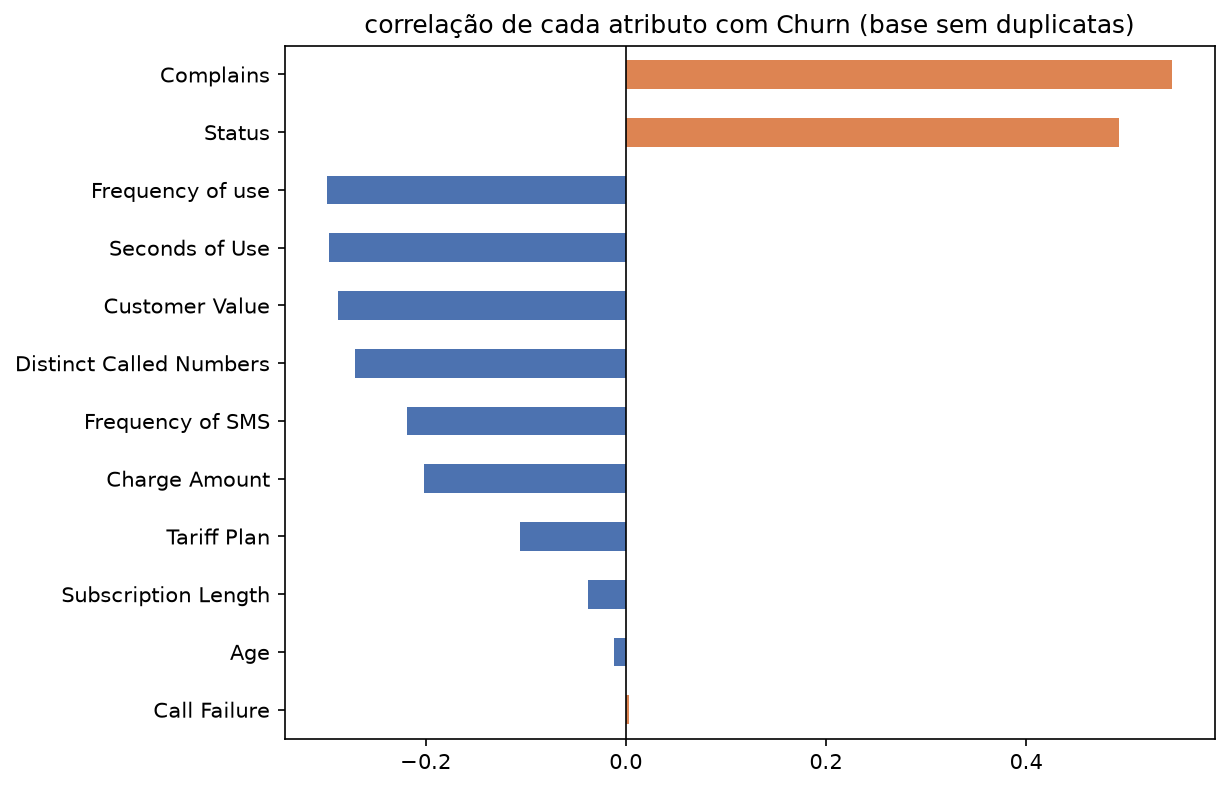 correlação de cada atributo com Churn (base sem duplicatas)
Complains
Status
Frequency of use
Seconds of Use
Customer Value
Distinct Called Numbers
Frequency of SMS
Charge Amount
Tariff Plan
Subscription Length
Age
Call Failure
−0.2 0.0 0.2 0.4